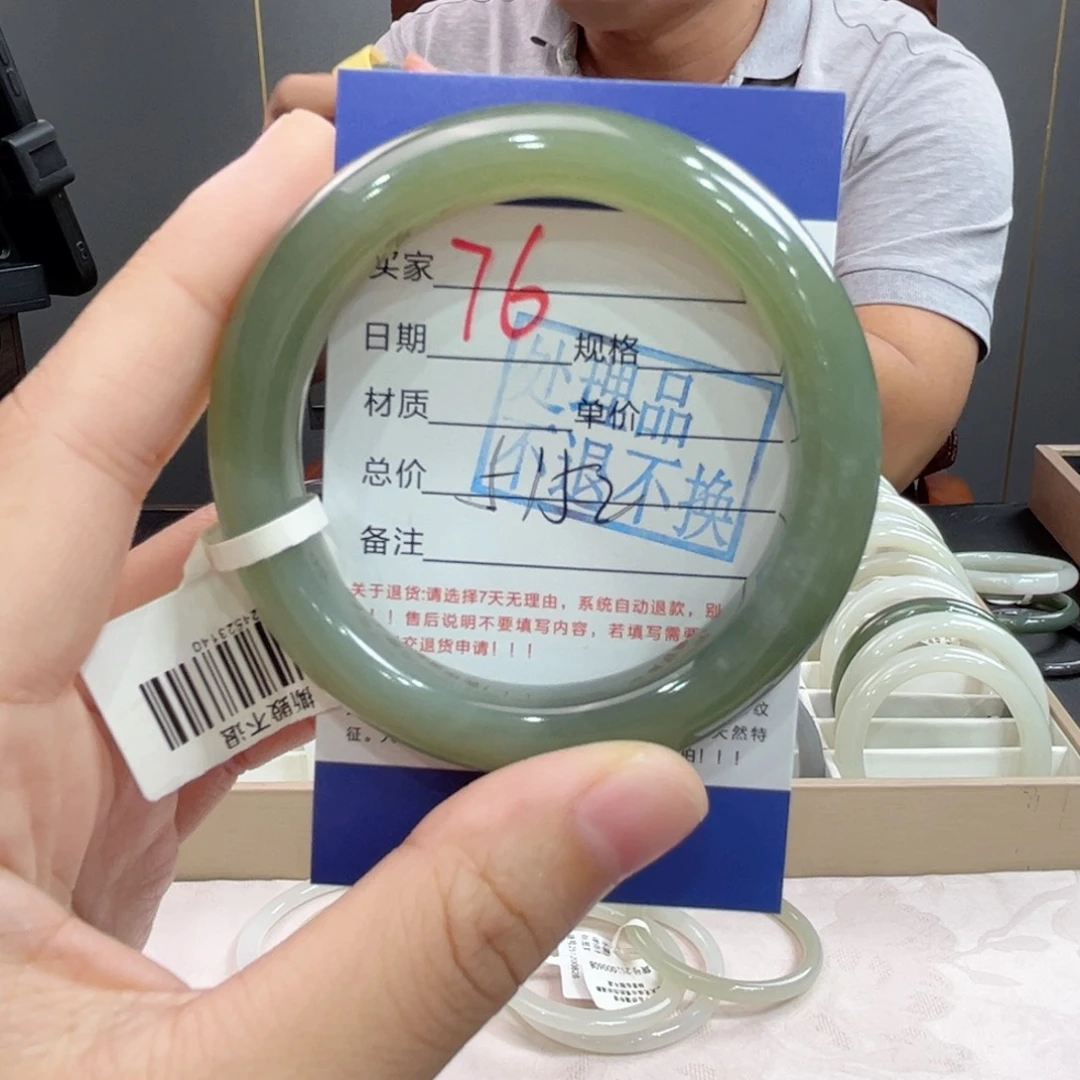 买家 76
日期 规格
材质 单价
总价
备注
处理品
不退不换
关于退货:请选择7天无理由，系统自动退款，别
！！售后说明不要填写内容，若填写需要
交退货申请！！！
纹
征。 天然特
！！！
24523140
撕毁不退